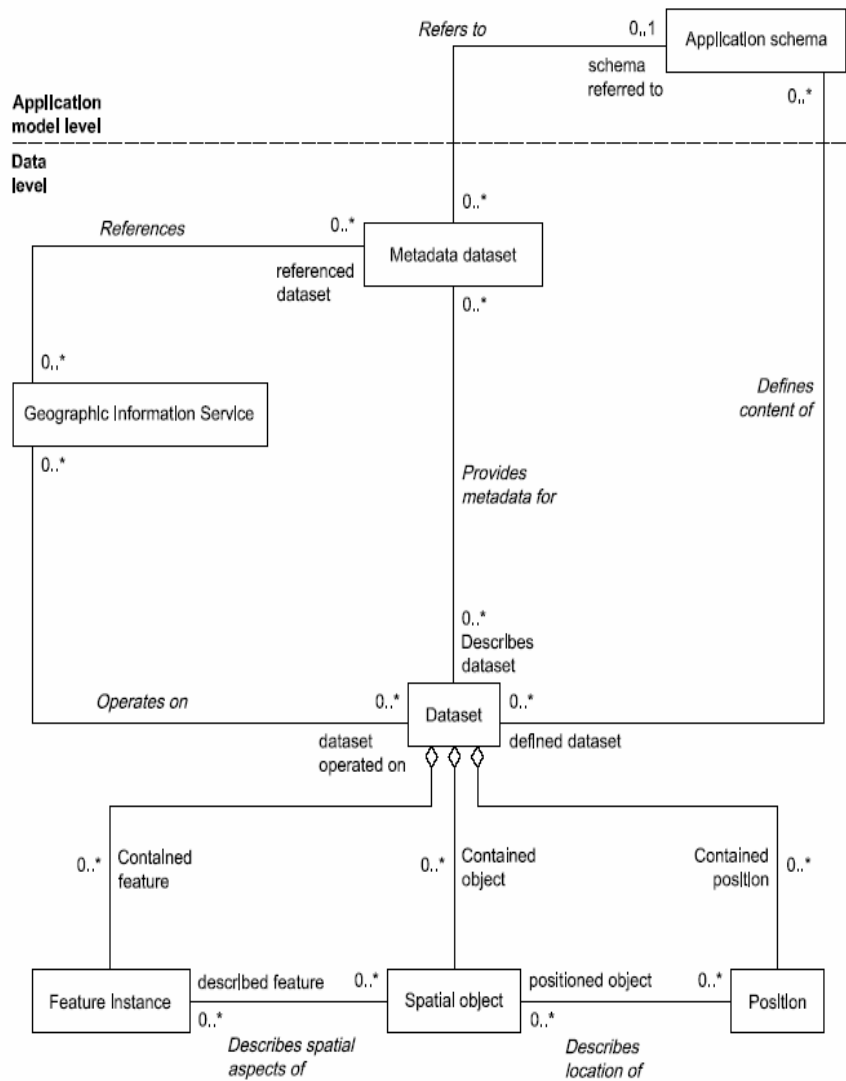 Refers to
0..1
Application schema
schema
referred to
0..*
Application
model level
Data
level
0..*
References
0..*
Metadata dataset
referenced
dataset
0..*
0..*
Geographic Information Service
0..*
Defines
content of
Provides
metadata for
0..*
Describes
dataset
Operates on
0..*
Dataset
0..*
dataset
operated on
defined dataset
0..*
Contained
feature
0..*
Contained
object
Contained
position
0..*
Feature Instance
described feature
0..*
Spatial object
positioned object
0..*
Position
0..*
Describes spatial
aspects of
0..*
Describes
location of